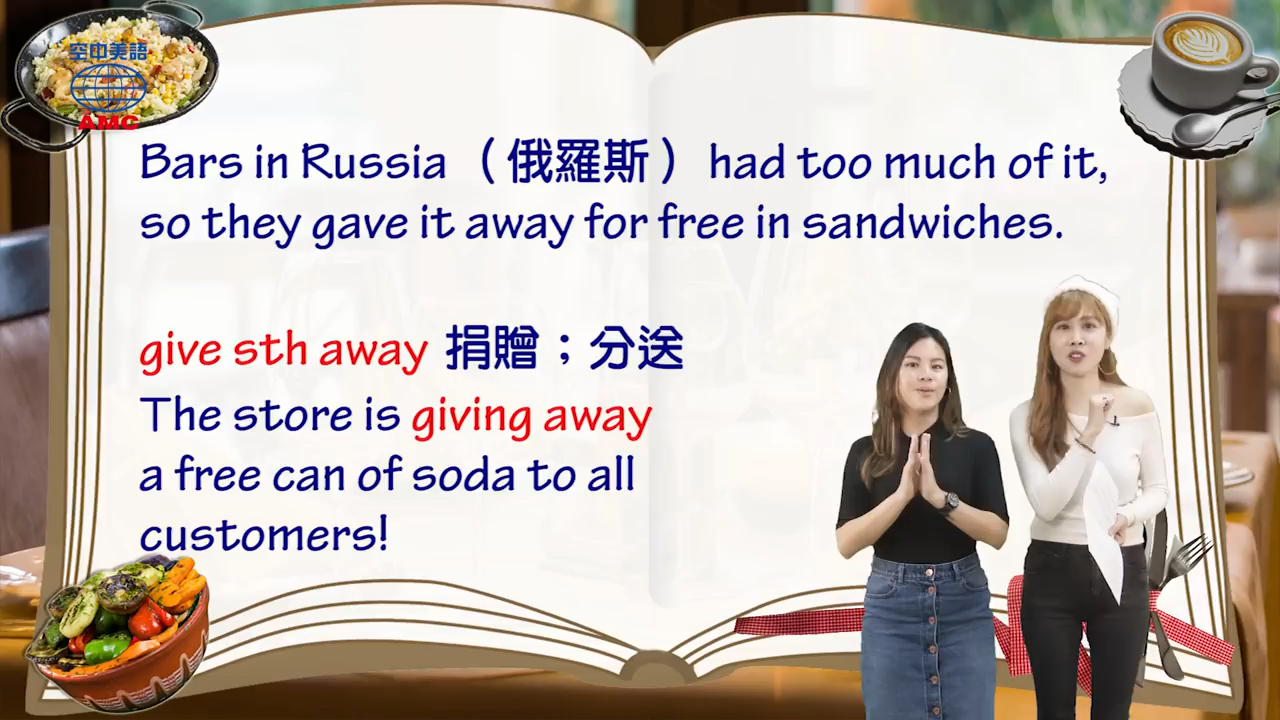 空中美語
AMC
Bars in Russia（俄羅斯）had too much of it,
so they gave it away for free in sandwiches.
give sth away 捐贈；分送
The store is giving away
a free can of soda to all
customers!